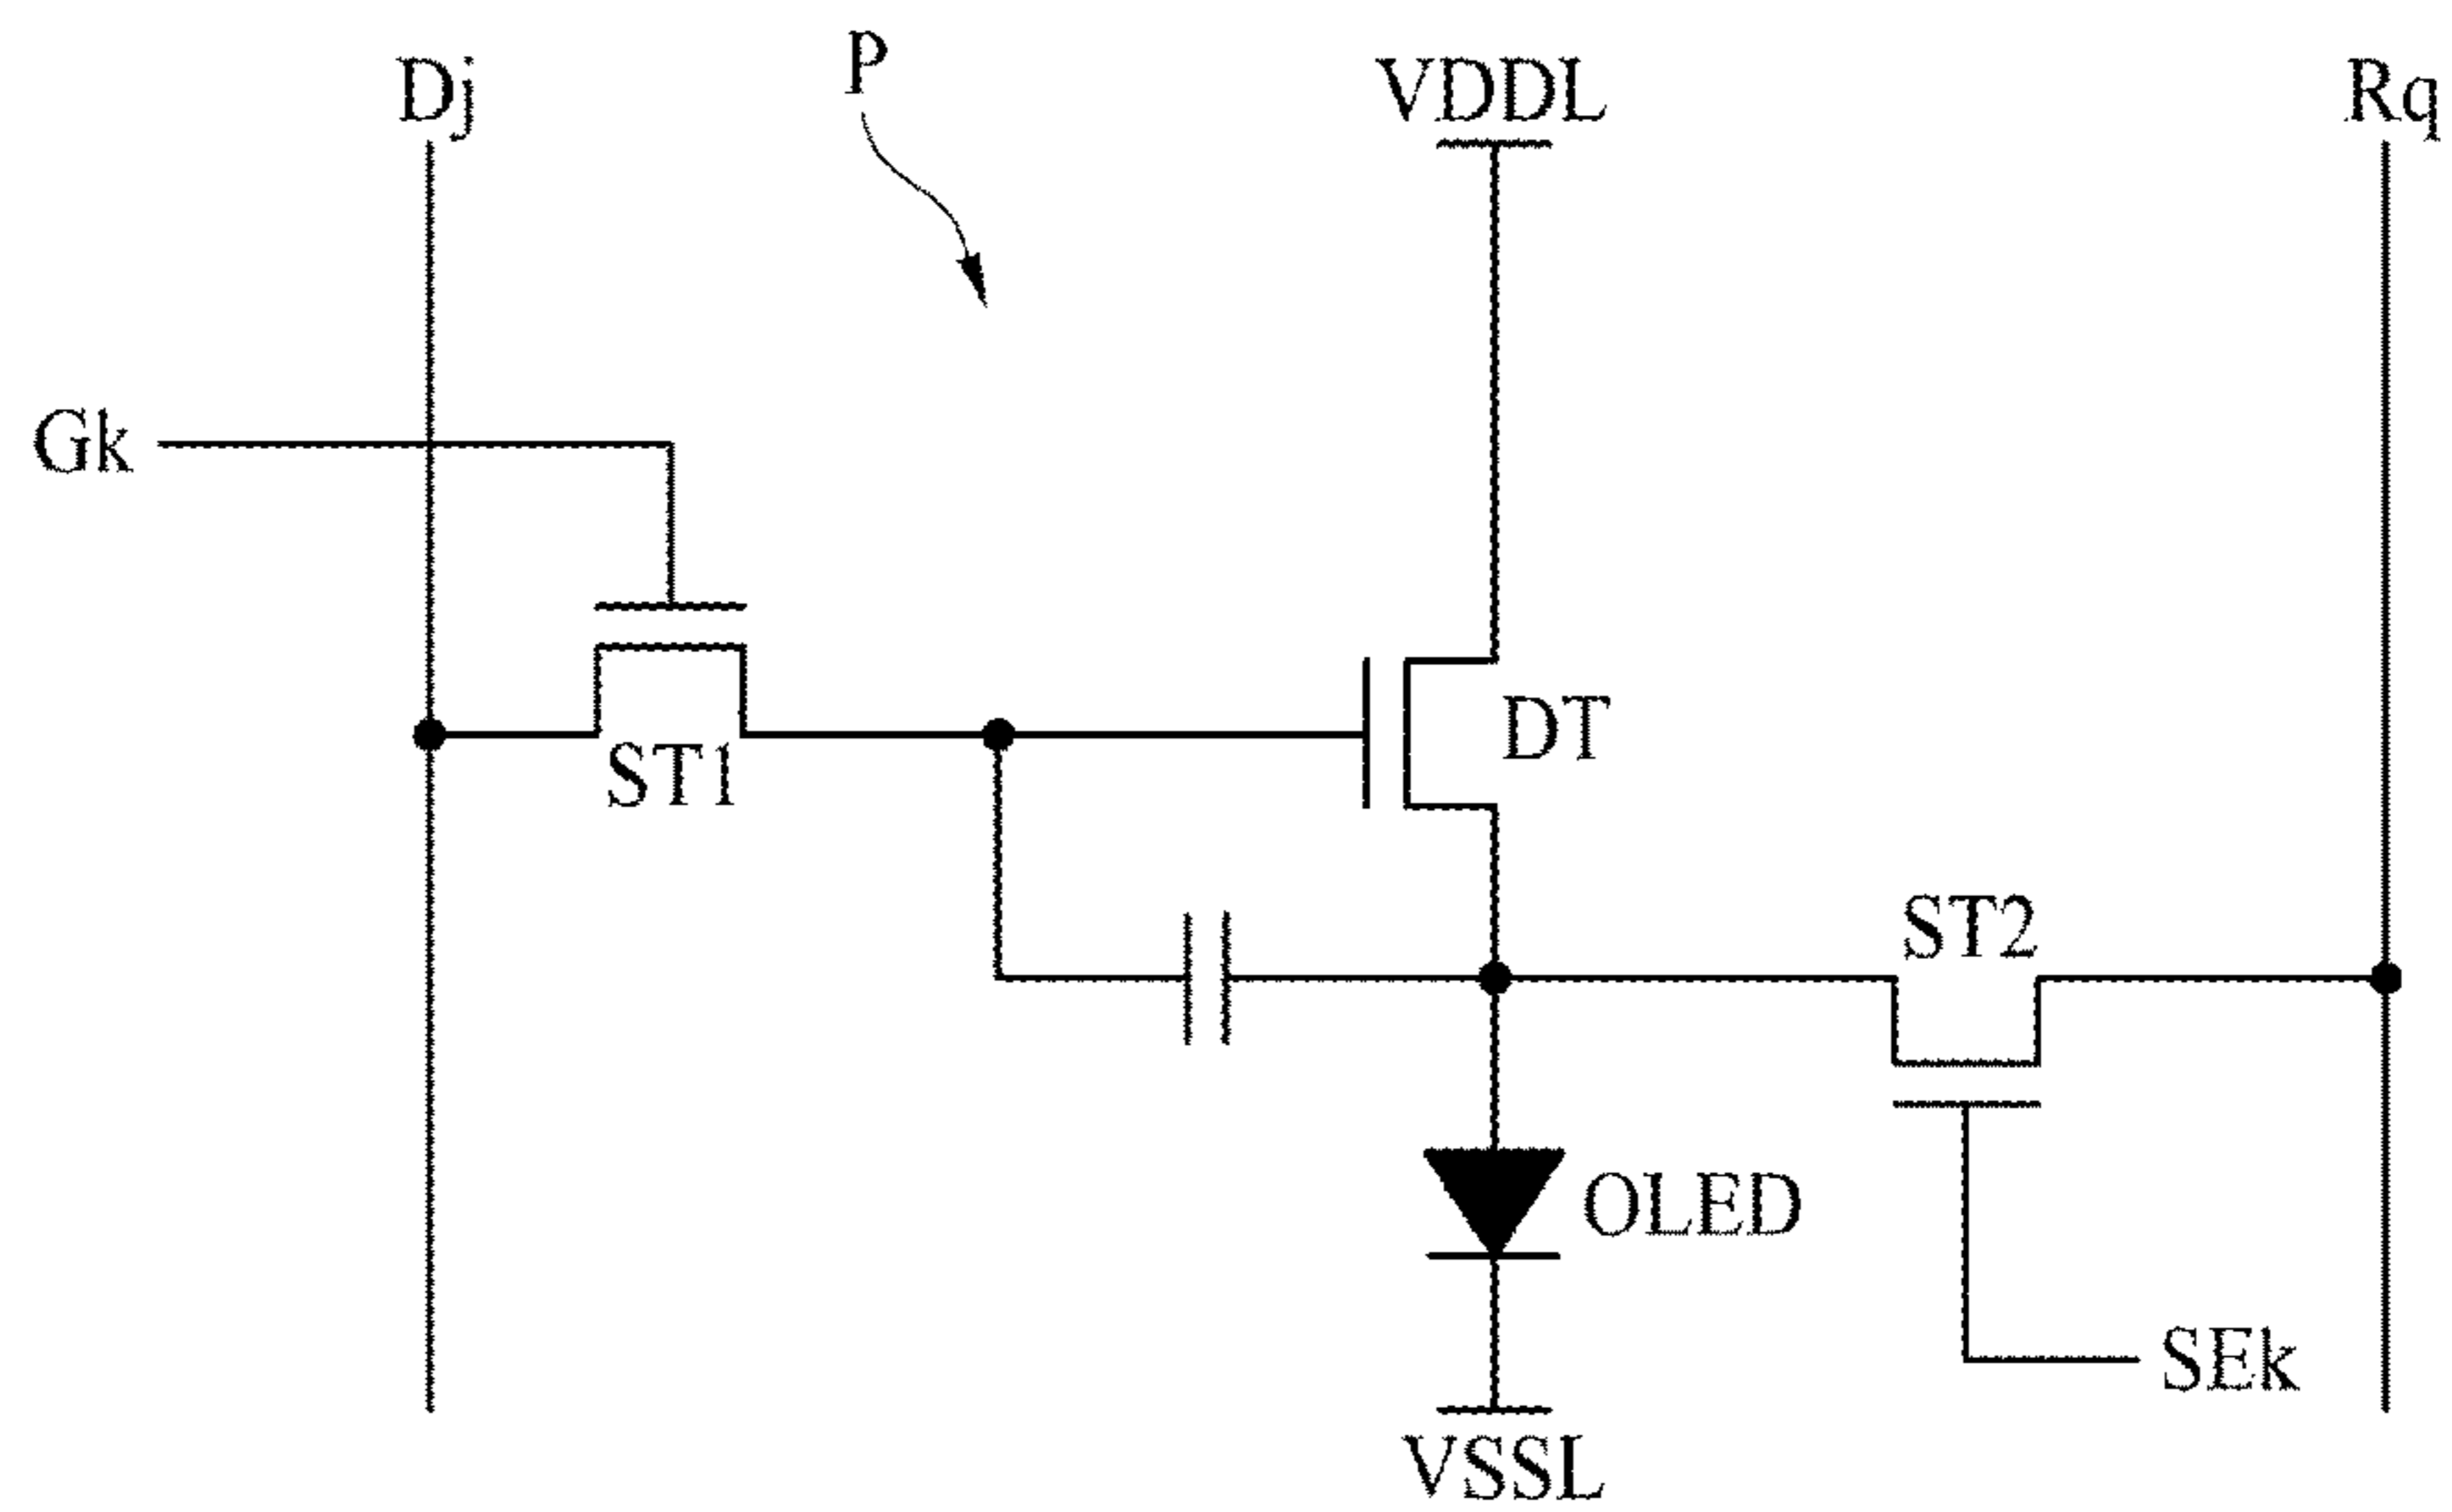 P
Dj
VDDL
Rq
Gk
DT
ST1
ST2
OLED
SEk
VSSL